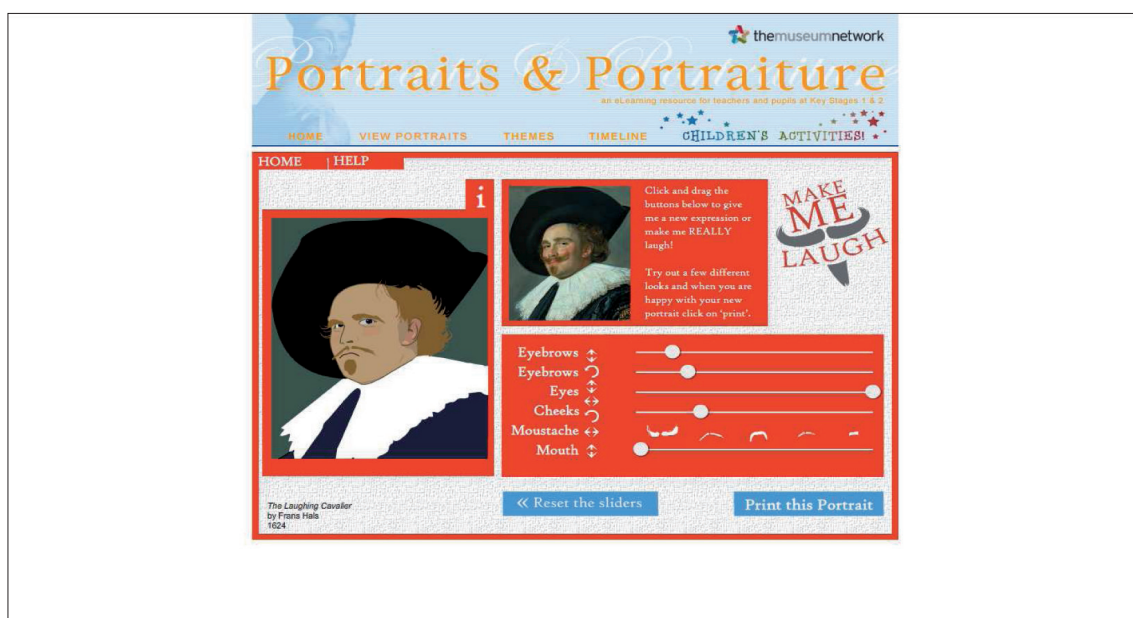 themuseumnetwork
Portraits & Portraiture
an eLearning resource for teachers and pupils at Key Stages 1 & 2
HOME VIEW PORTRAITS THEMES TIMELINE CHILDREN'S ACTIVITIES!
HOME | HELP
i
Click and drag the
buttons below to give
me a new expression or
make me REALLY
laugh!
Try out a few different
looks and when you are
happy with your new
portrait click on 'print'.
MAKE
ME
LAUGH
Eyebrows
Eyebrows
Eyes
Cheeks
Moustache
Mouth
« Reset the sliders
Print this Portrait
The Laughing Cavalier
by Frans Hals
1624